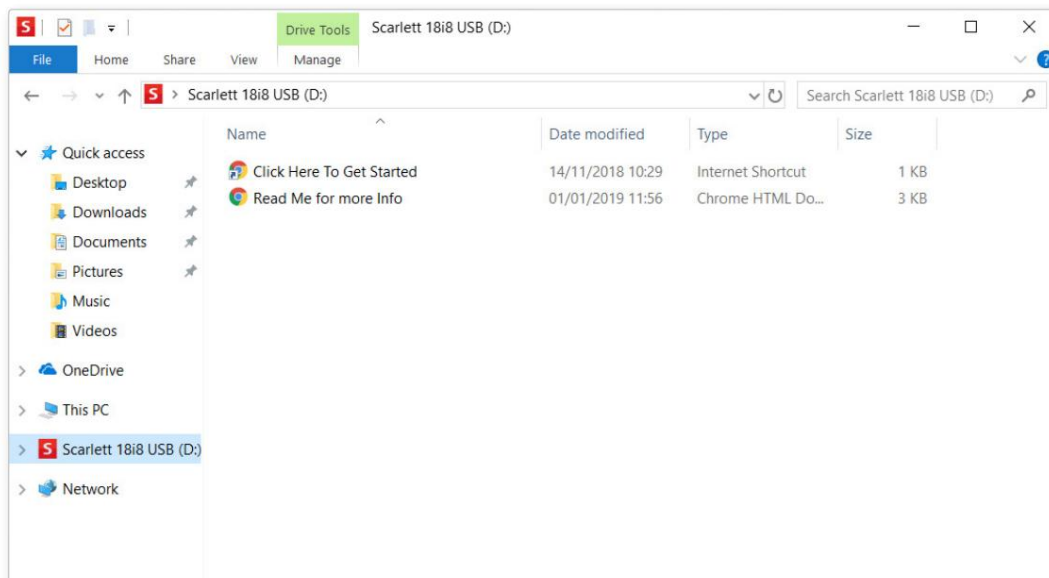 S
Drive Tools
Scarlett 18i8 USB (D:)
File
Home
Share
View
Manage
?
S
Scarlett 18i8 USB (D:)
Search Scarlett 18i8 USB (D:)
Name
Date modified
Type
Size
Click Here To Get Started 14/11/2018 10:29 Internet Shortcut 1 KB
Read Me for more Info 01/01/2019 11:56 Chrome HTML Do... 3 KB
Quick access
Desktop
Downloads
Documents
Pictures
Music
Videos
OneDrive
This PC
S Scarlett 18i8 USB (D:)
Network